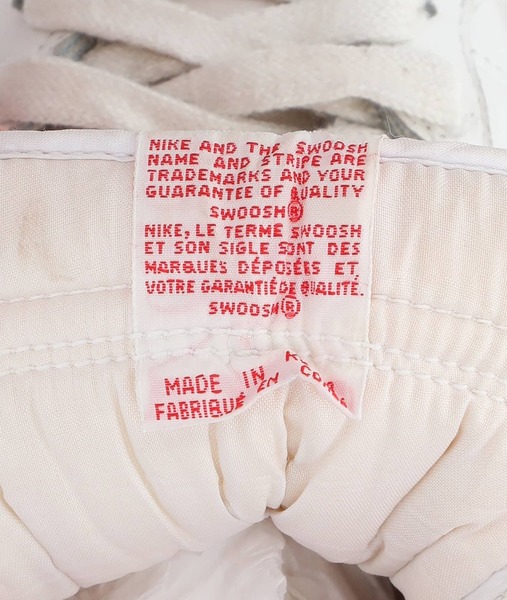 NIKE AND THE SWOOSH
NAME AND STRIPE ARE
TRADEMARKS AND YOUR
GUARANTEE OF QUALITY
SWOOSH®
NIKE, LE TERME SWOOSH
ET SON SIGLE SONT DES
MARQUES DÉPOSÉES ET
VOTRE GARANTIE DE QUALITÉ.
SWOOSH®
MADE IN
FABRIQUÉ EN